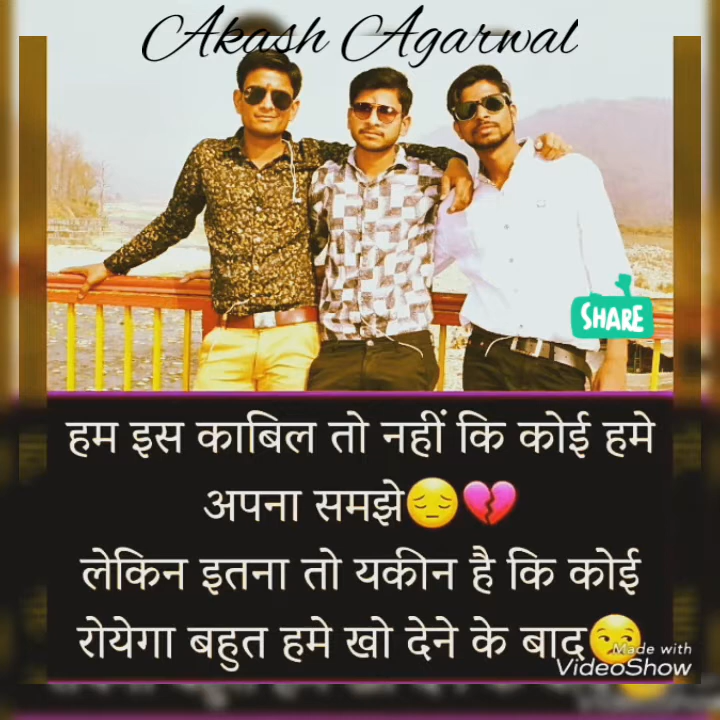 Akash Agarwal
SHARE
हम इस काबिल तो नहीं कि कोई हमे
अपना समझे😔💔
लेकिन इतना तो यकीन है कि कोई
रोयेगा बहुत हमे खो देने के बाद😒
Made with
VideoShow